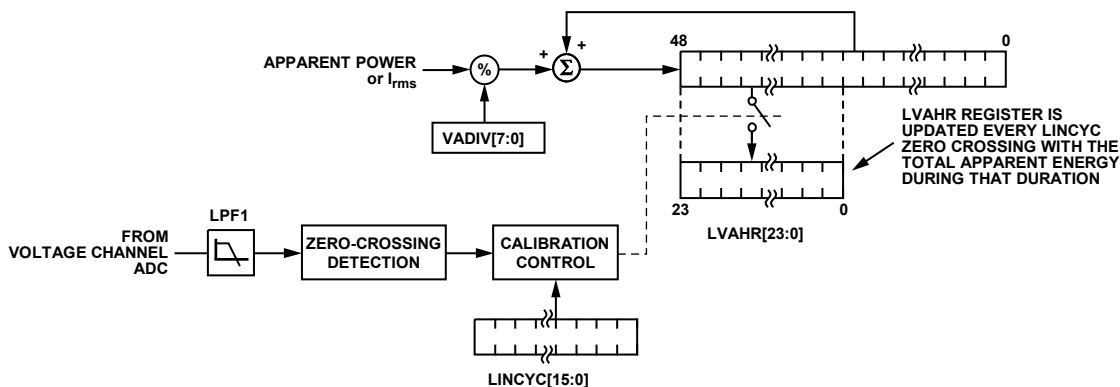 48
0
+
+
APPARENT POWER
or Irms
%
Σ
VADIV[7:0]
LVAHR REGISTER IS
UPDATED EVERY LINCYC
ZERO CROSSING WITH THE
TOTAL APPARENT ENERGY
DURING THAT DURATION
23
0
LVAHR[23:0]
LPF1
FROM
VOLTAGE CHANNEL
ADC
ZERO-CROSSING
DETECTION
CALIBRATION
CONTROL
LINCYC[15:0]